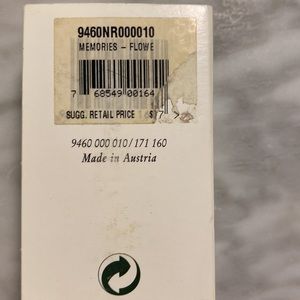 9460NR000010
MEMORIES - FLOWE
7 68549 00164
SUGG. RETAIL PRICE
9460 000 010/171 160
Made in Austria